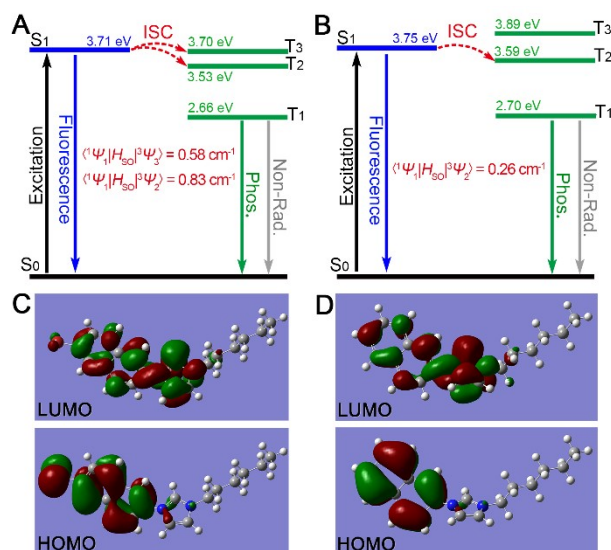 A
S₁
3.71 eV
ISC
3.70 eV
T₃
T₂
3.53 eV
2.66 eV
T₁
Excitation
Fluorescence
⟨¹Ψ₁|H_SO|³Ψ₃⟩ = 0.58 cm⁻¹
⟨¹Ψ₁|H_SO|³Ψ₂⟩ = 0.83 cm⁻¹
Phos.
Non-Rad.
S₀
B
S₁
3.75 eV
ISC
3.89 eV
T₃
3.59 eV
T₂
2.70 eV
T₁
Excitation
Fluorescence
⟨¹Ψ₁|H_SO|³Ψ₂⟩ = 0.26 cm⁻¹
Phos.
Non-Rad.
S₀
C
LUMO
HOMO
D
LUMO
HOMO